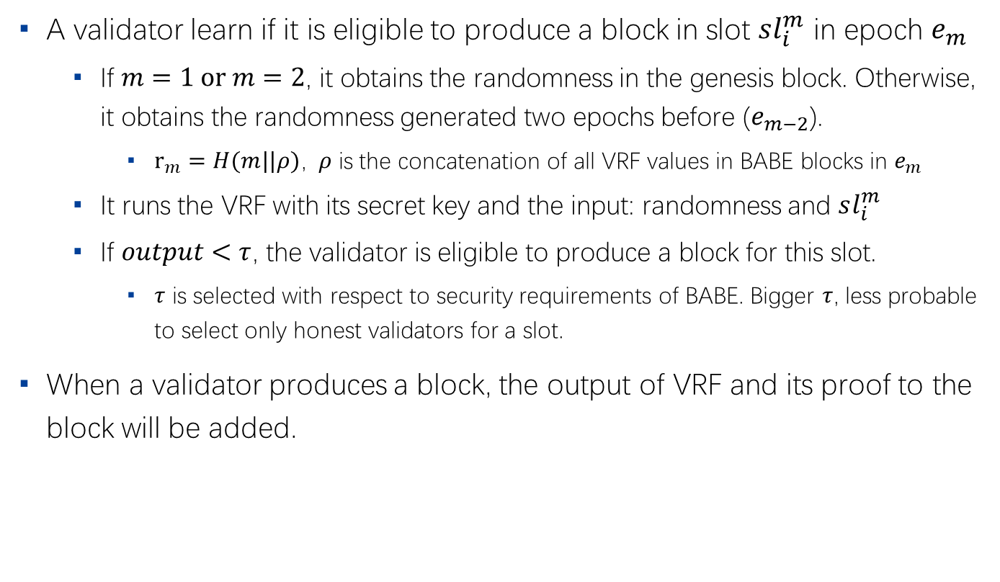 ▪ A validator learn if it is eligible to produce a block in slot $sl_i^m$ in epoch $e_m$
▪ If $m = 1$ or $m = 2$, it obtains the randomness in the genesis block. Otherwise,
it obtains the randomness generated two epochs before ($e_{m-2}$).
▪ $r_m = H(m||\rho)$, $\rho$ is the concatenation of all VRF values in BABE blocks in $e_m$
▪ It runs the VRF with its secret key and the input: randomness and $sl_i^m$
▪ If $output < \tau$, the validator is eligible to produce a block for this slot.
▪ $\tau$ is selected with respect to security requirements of BABE. Bigger $\tau$, less probable
to select only honest validators for a slot.
▪ When a validator produces a block, the output of VRF and its proof to the
block will be added.